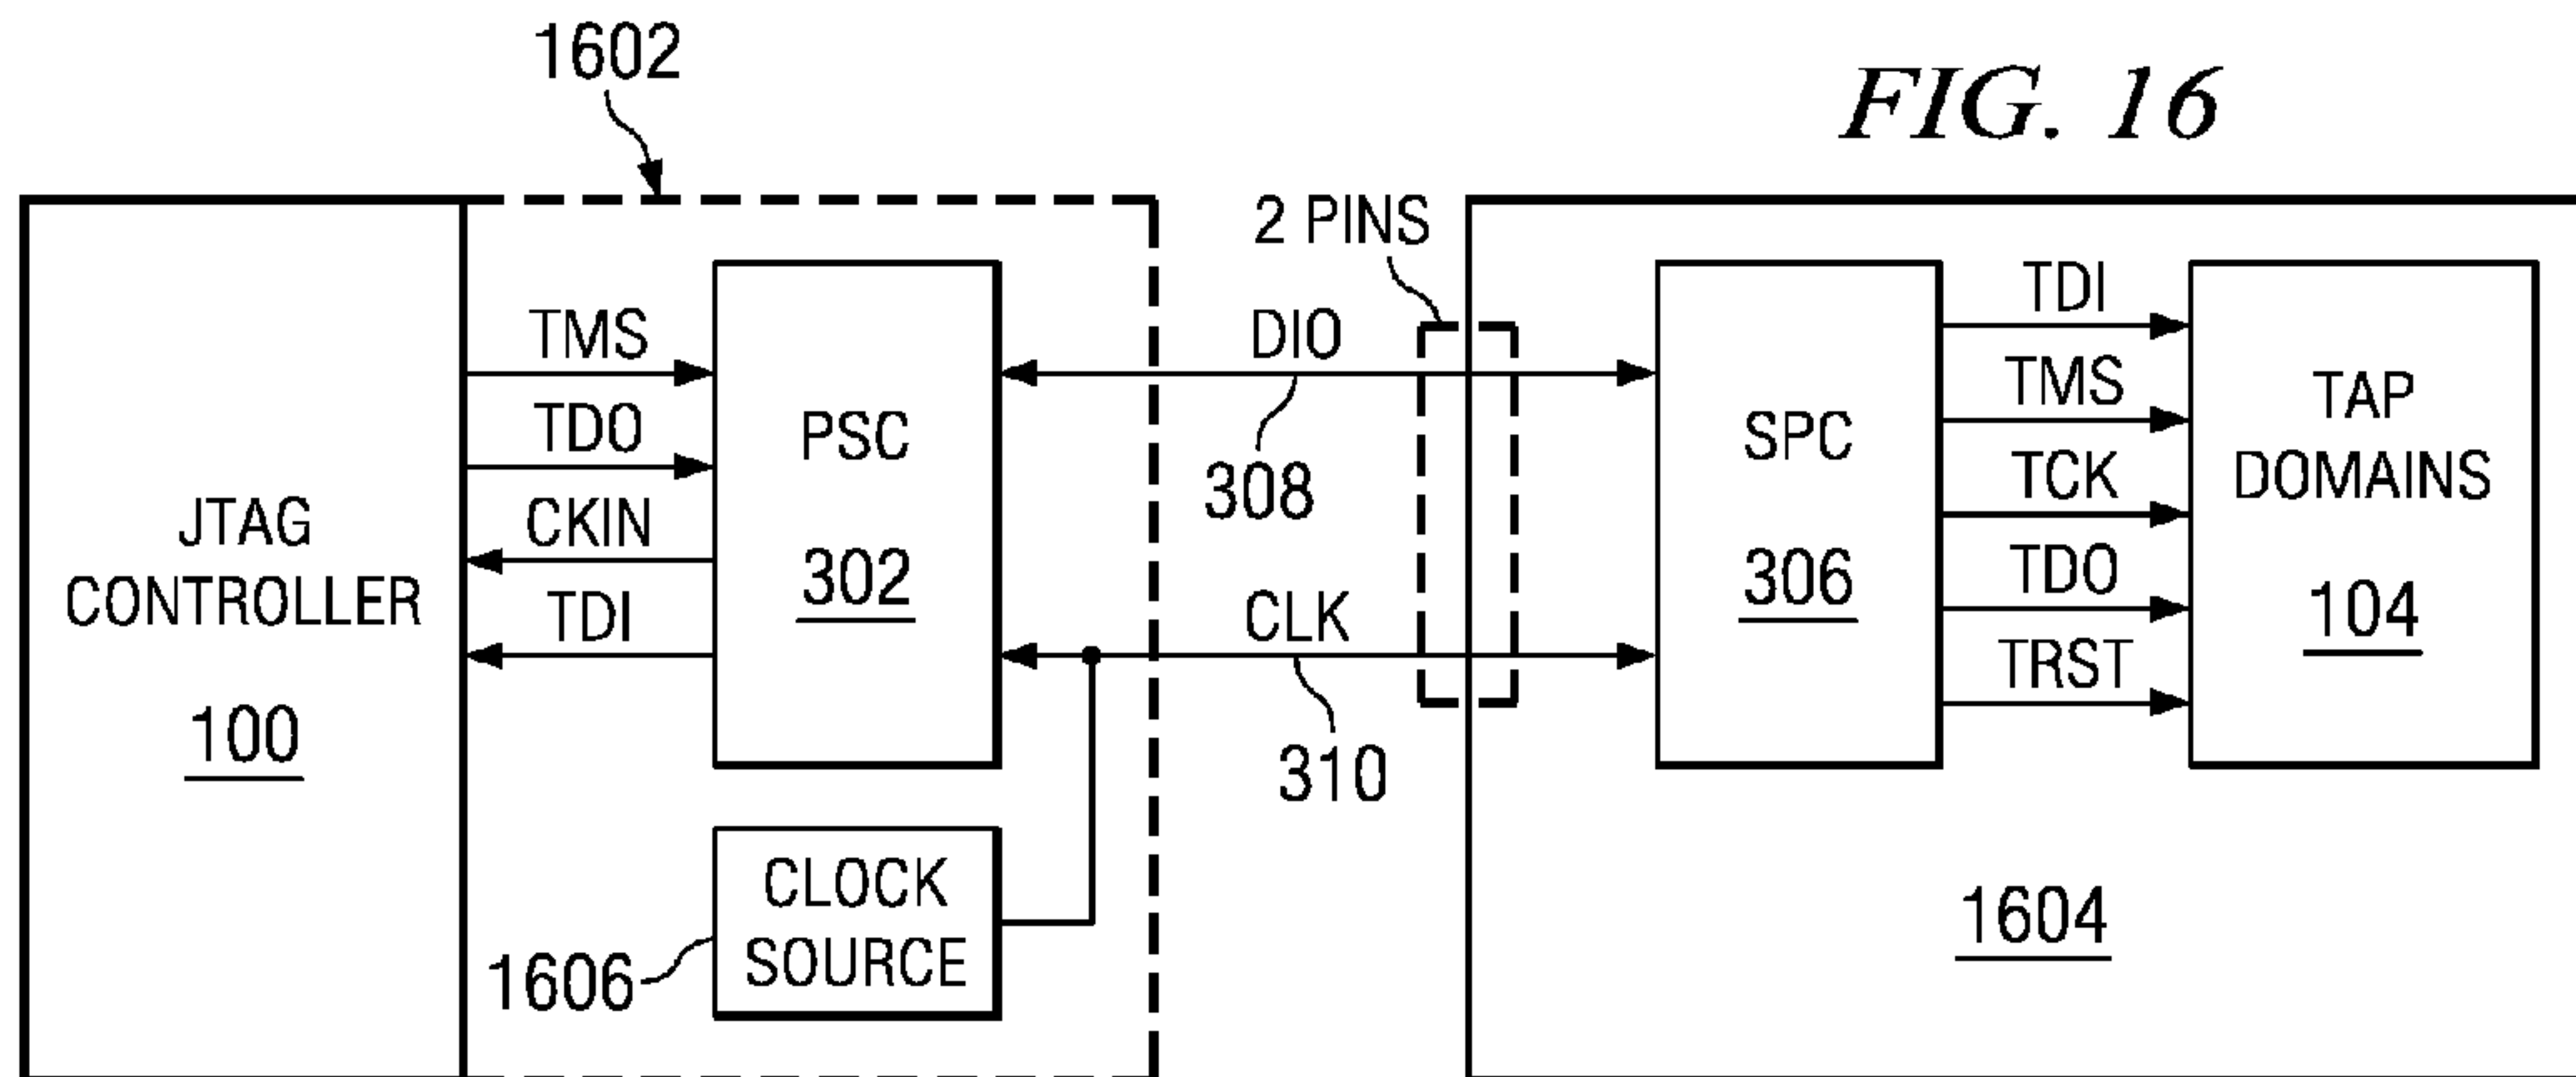 1602
FIG. 16
2 PINS
TMS
TDO
CKIN
TDI
JTAG
CONTROLLER
100
PSC
302
DIO
308
CLK
310
CLOCK
SOURCE
1606
SPC
306
TDI
TMS
TCK
TDO
TRST
TAP
DOMAINS
104
1604